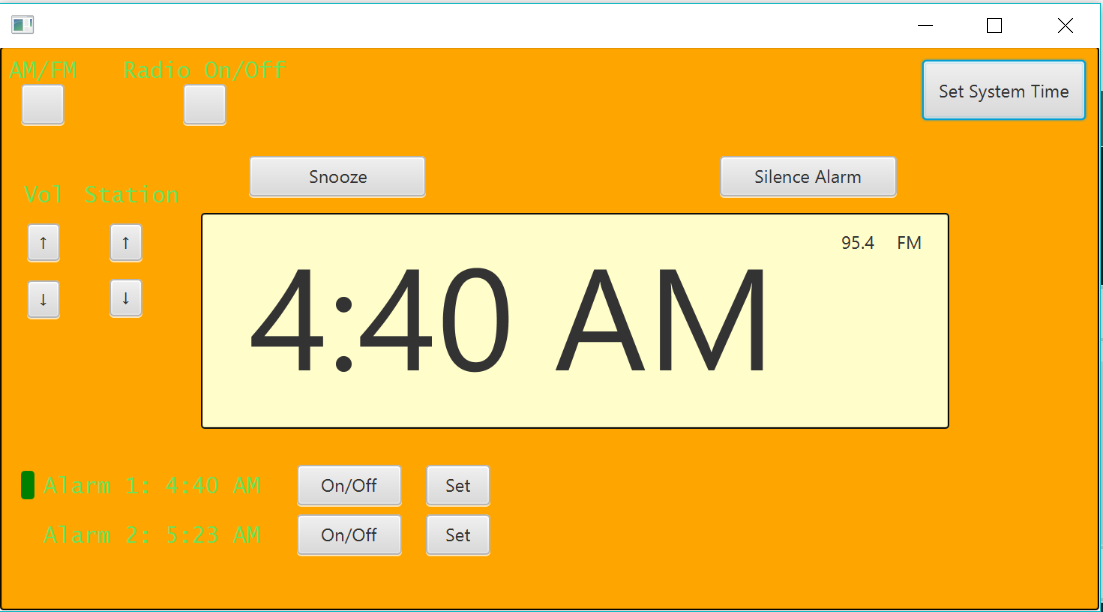 AM/FM Radio On/Off
Set System Time
Snooze Silence Alarm
Vol Station
↑ ↑
95.4 FM
↓ ↓
4:40 AM
Alarm 1: 4:40 AM On/Off Set
Alarm 2: 5:23 AM On/Off Set